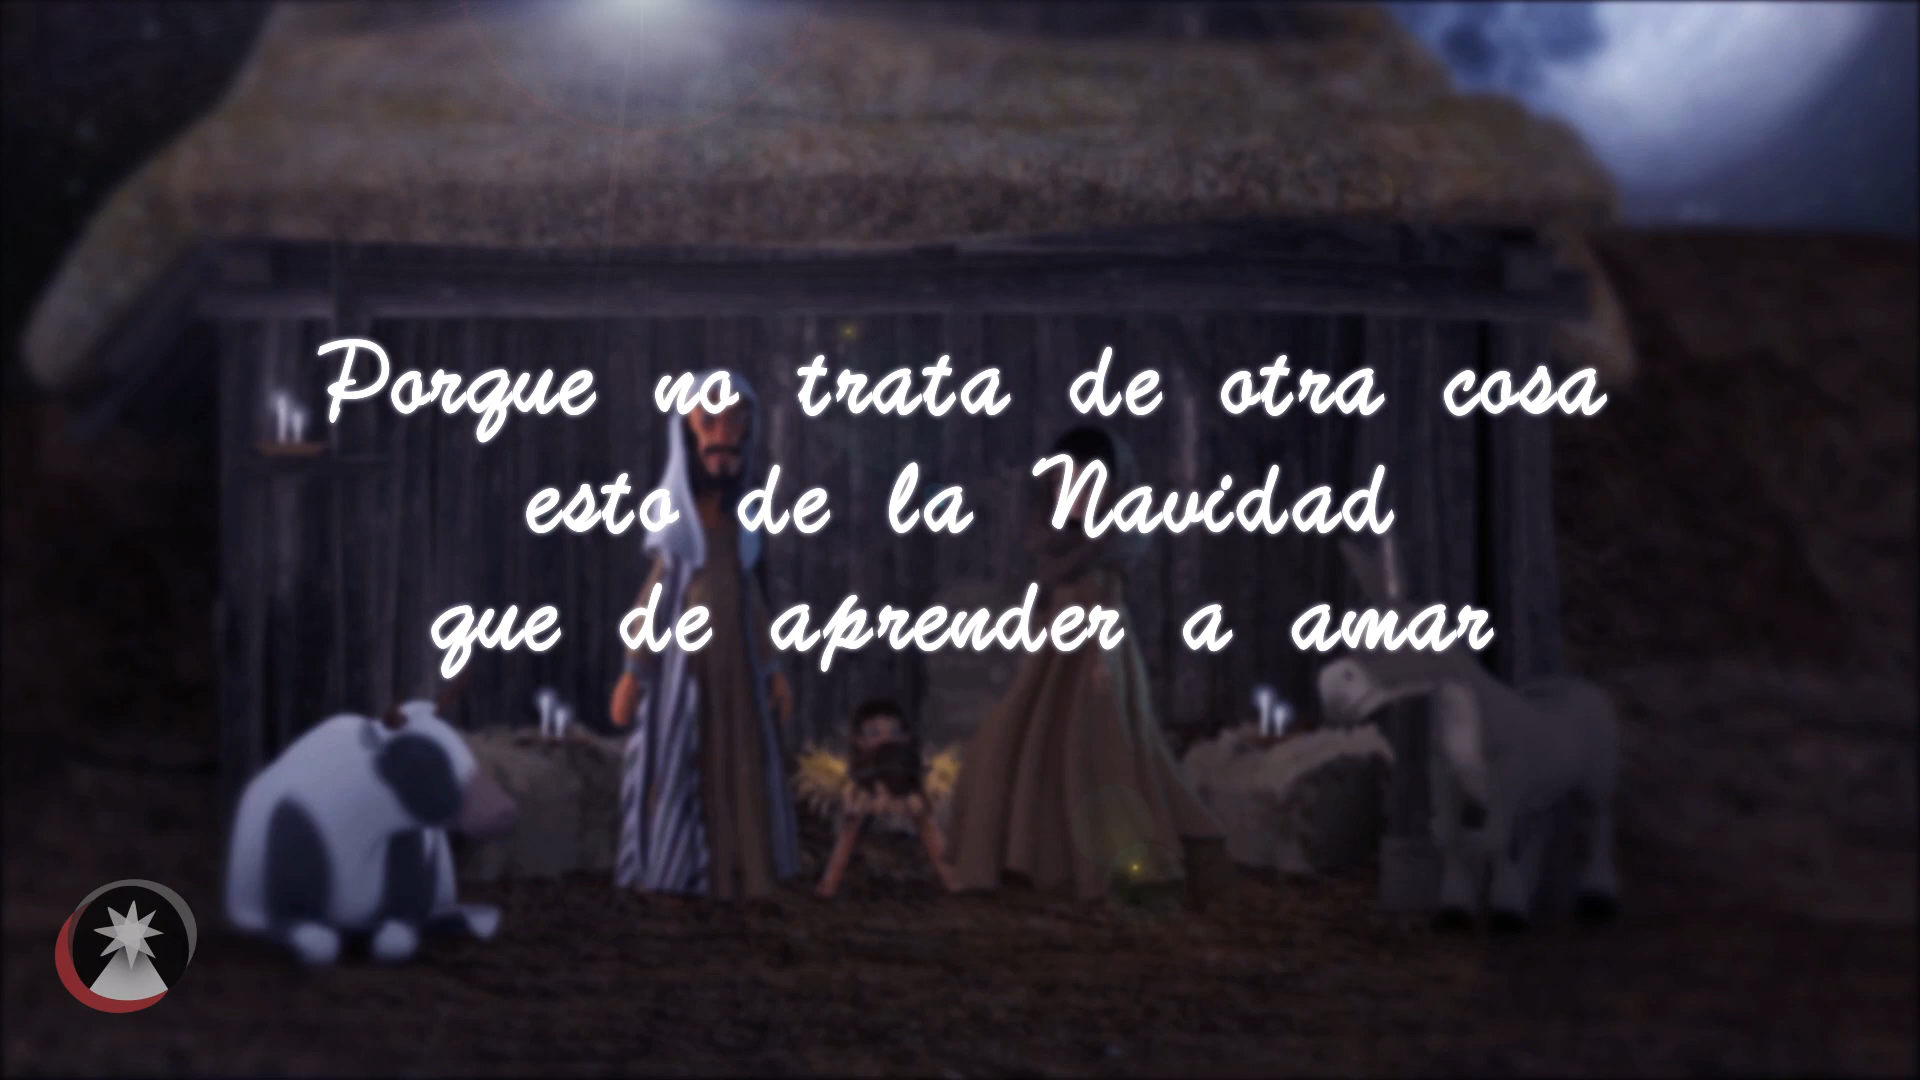 Porque no trata de otra cosa
esto de la Navidad
que de aprender a amar